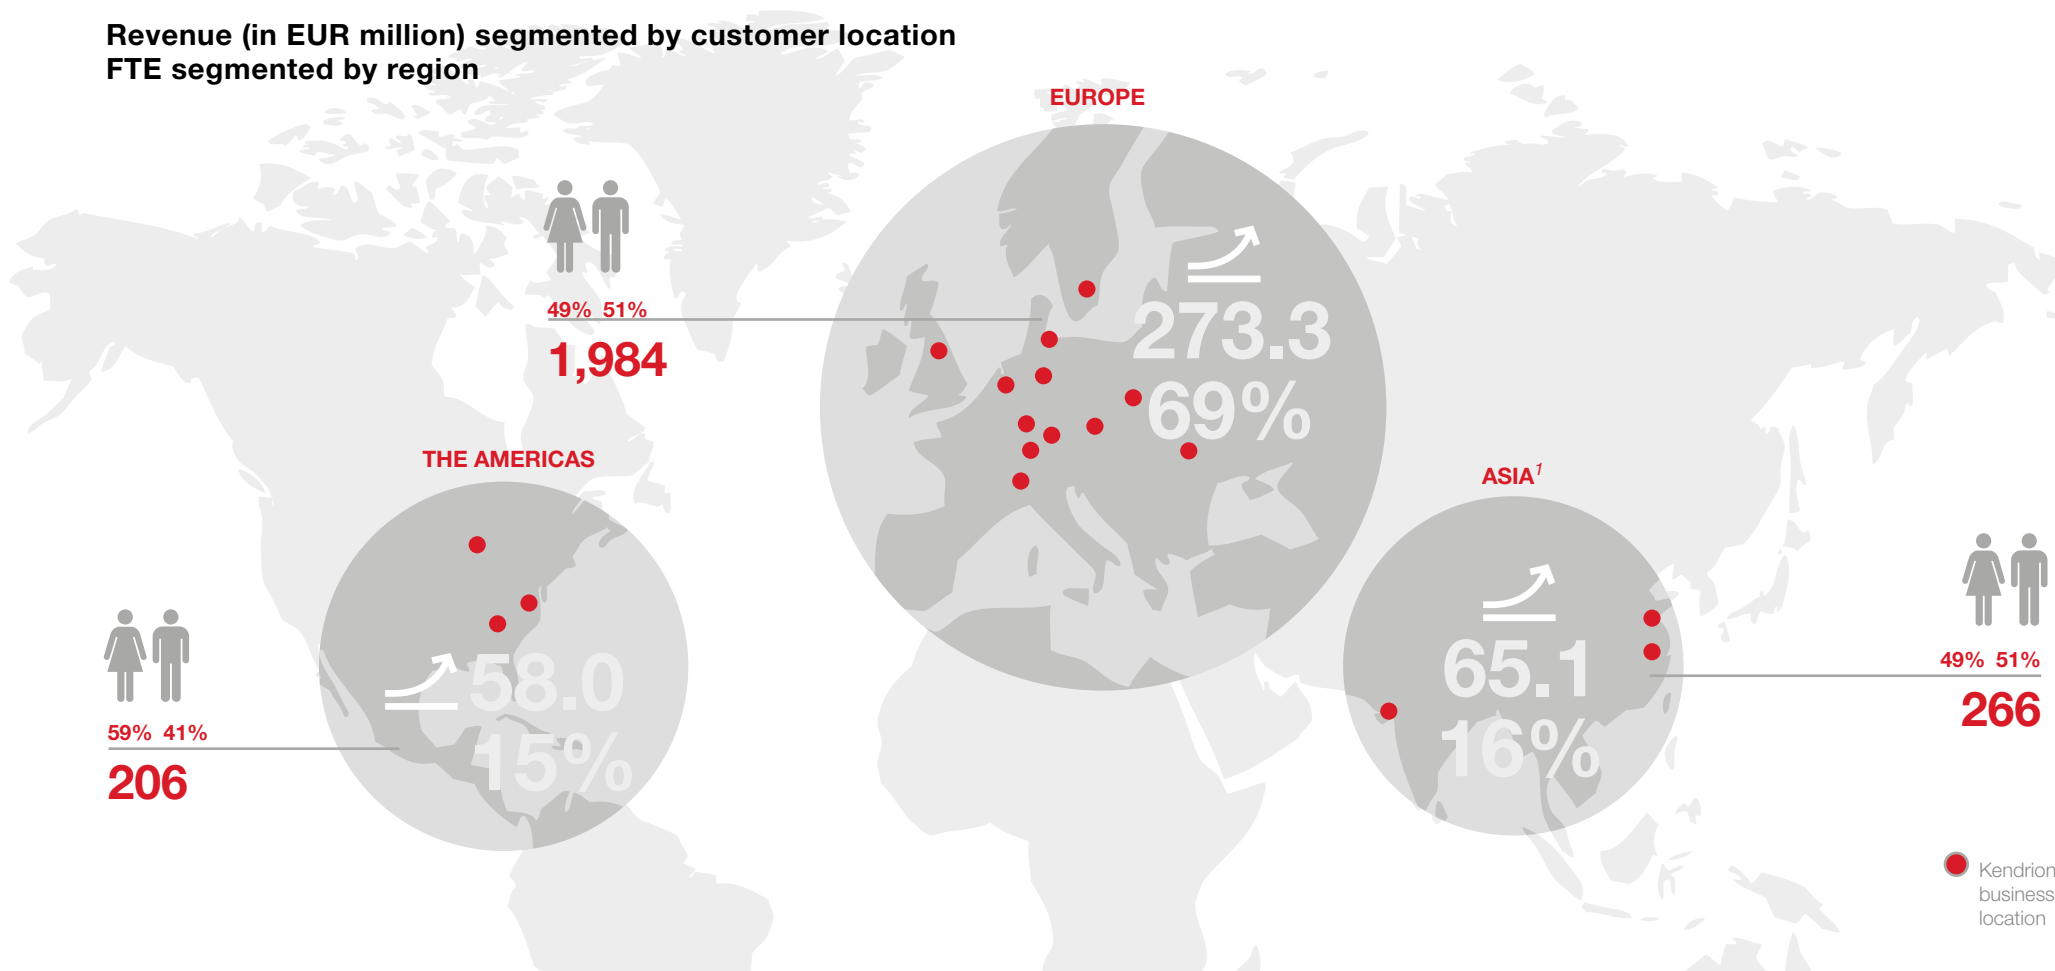 Revenue (in EUR million) segmented by customer location
FTE segmented by region
EUROPE
49% 51%
1,984
273.3
69%
THE AMERICAS
59% 41%
206
58.0
15%
ASIA1
65.1
16%
49% 51%
266
Kendrion
business
location